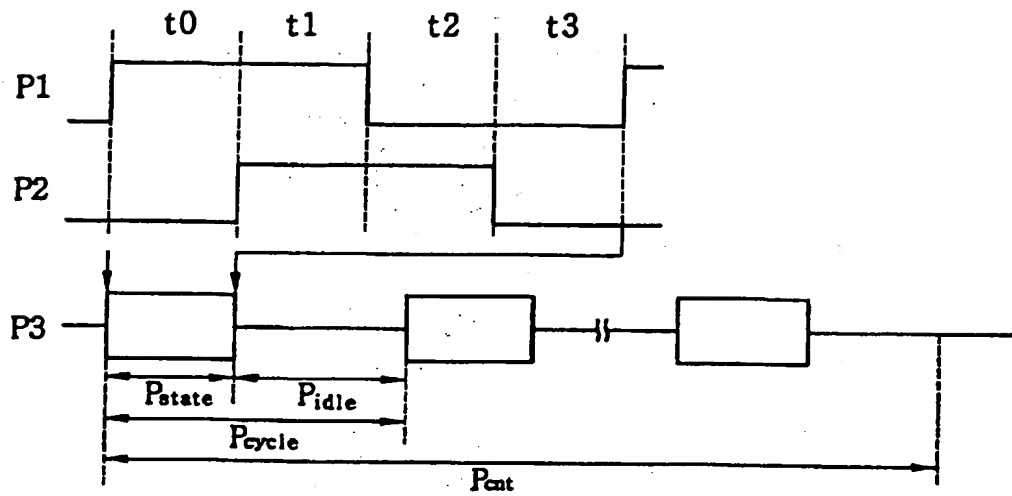 t0 t1 t2 t3
P1
P2
P3
Pstate Pidle
Pcycle
Pcnt